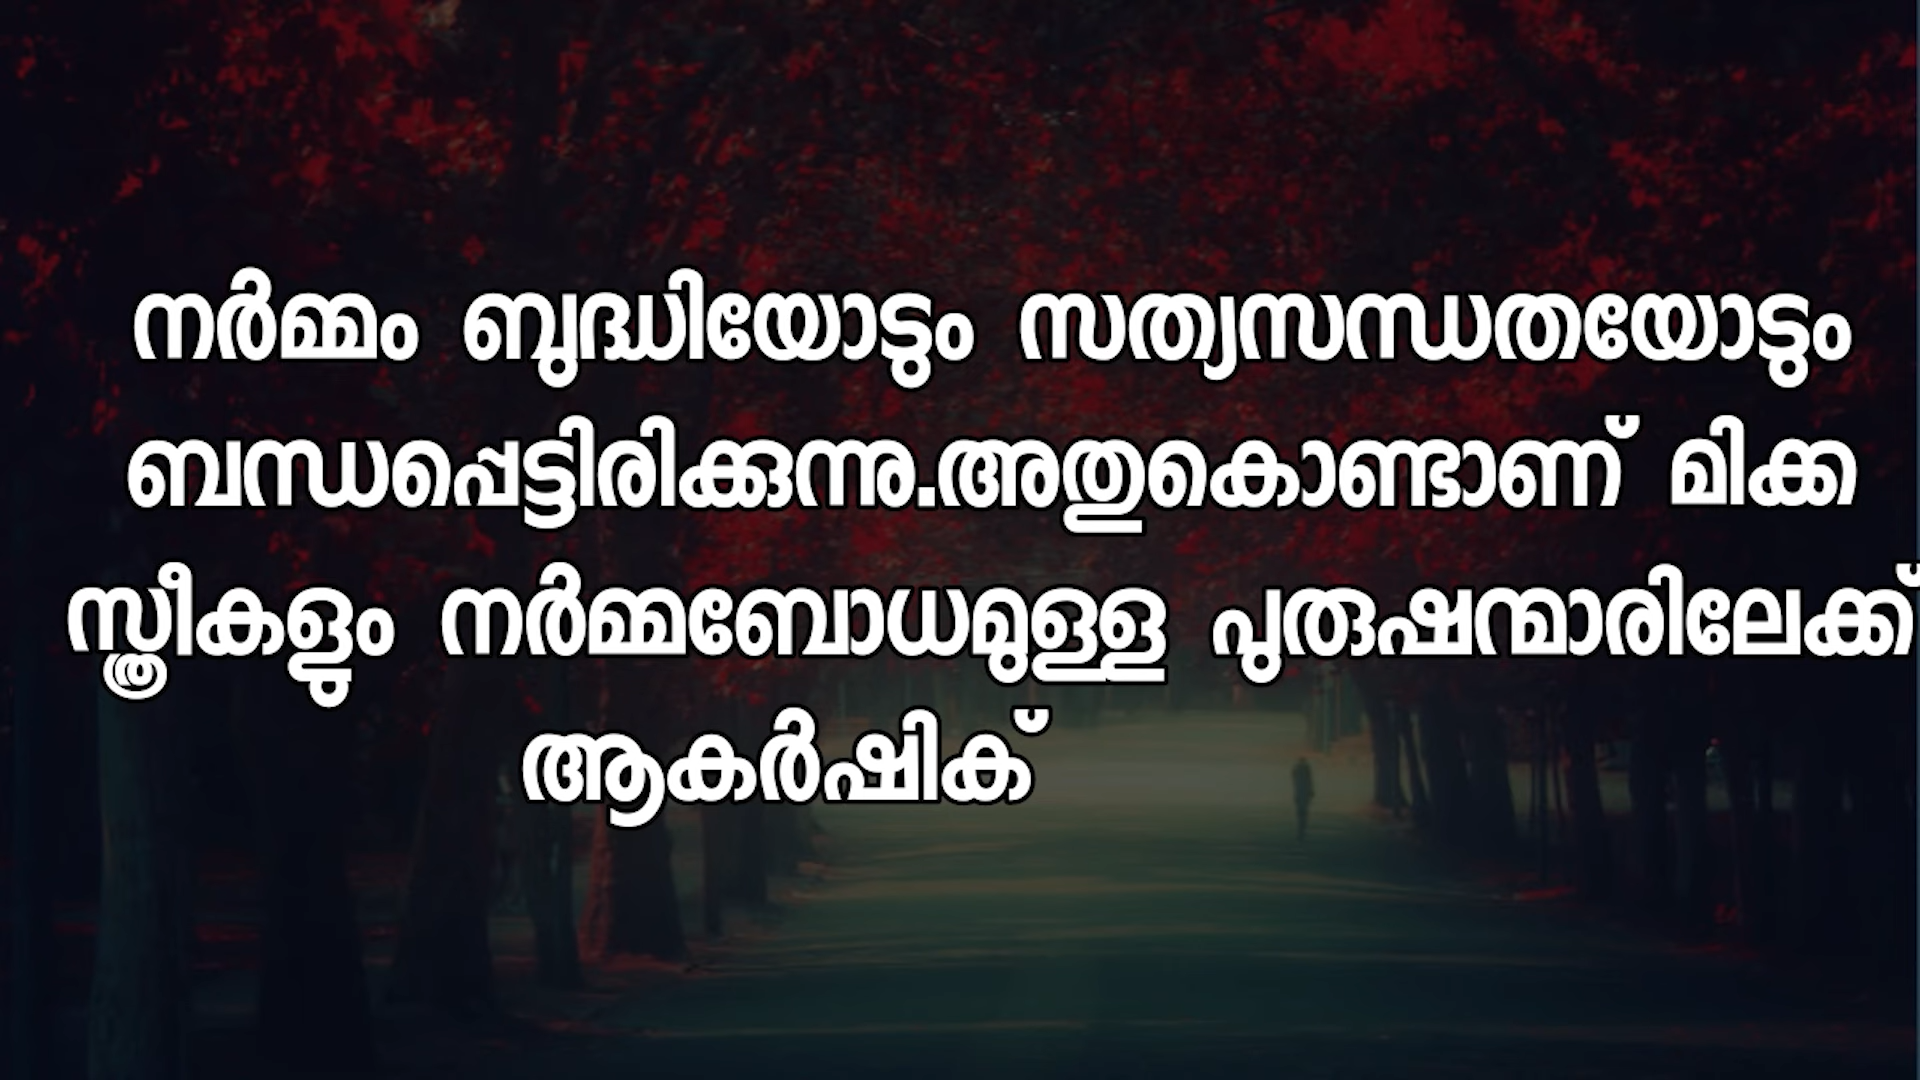 നർമ്മം ബുദ്ധിയോടും സത്യസന്ധതയോടും
ബന്ധപ്പെട്ടിരിക്കുന്നു.അതുകൊണ്ടാണ് മിക്ക
സ്ത്രീകളും നർമ്മബോധമുള്ള പുരുഷന്മാരിലേക്ക്
ആകർഷിക്